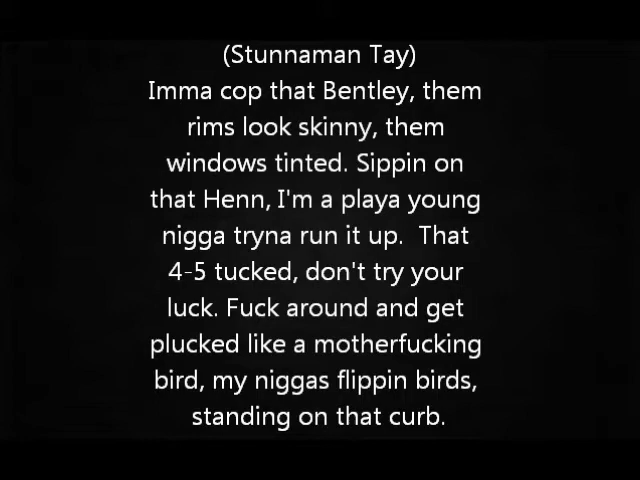 (Stunnaman Tay)
Imma cop that Bentley, them
rims look skinny, them
windows tinted. Sippin on
that Henn, I'm a playa young
nigga tryna run it up.  That
4-5 tucked, don't try your
luck. Fuck around and get
plucked like a motherfucking
bird, my niggas flippin birds,
standing on that curb.